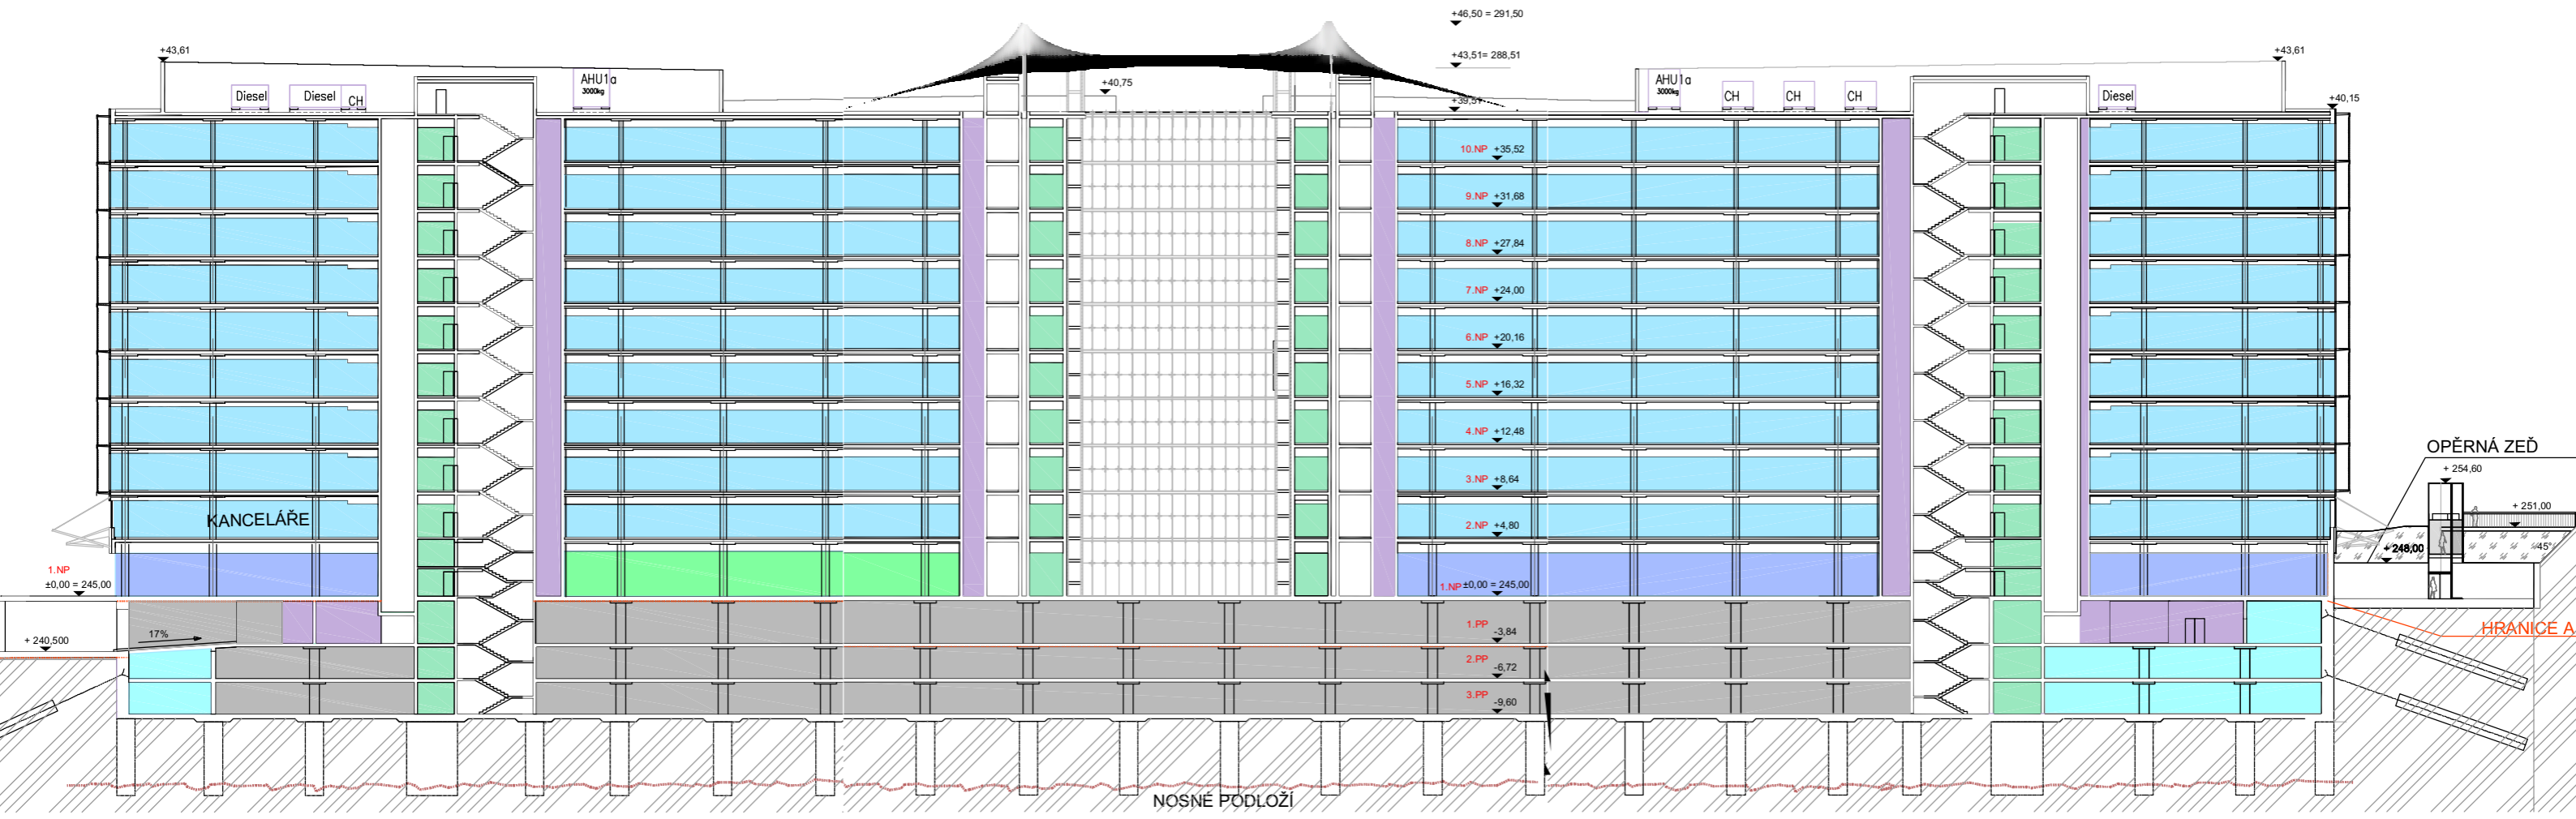 +46,50 = 291,50
+43,61
+43,51= 288,51
+43,61
Diesel
Diesel
CH
AHU1a
3000kg
+40,75
+39,51
AHU1a
3000kg
CH
CH
CH
Diesel
+40,15
10.NP +35,52
9.NP +31,68
8.NP +27,84
7.NP +24,00
6.NP +20,16
5.NP +16,32
4.NP +12,48
3.NP +8,64
2.NP +4,80
KANCELÁŘE
OPĚRNÁ ZEĎ
+ 254,60
+ 251,00
+ 248,00
45°
1.NP
±0,00 = 245,00
1.NP ±0,00 = 245,00
+ 240,500
17%
1.PP
-3,84
2.PP
-6,72
3.PP
-9,60
HRANICE A
NOSNÉ PODLOŽÍ